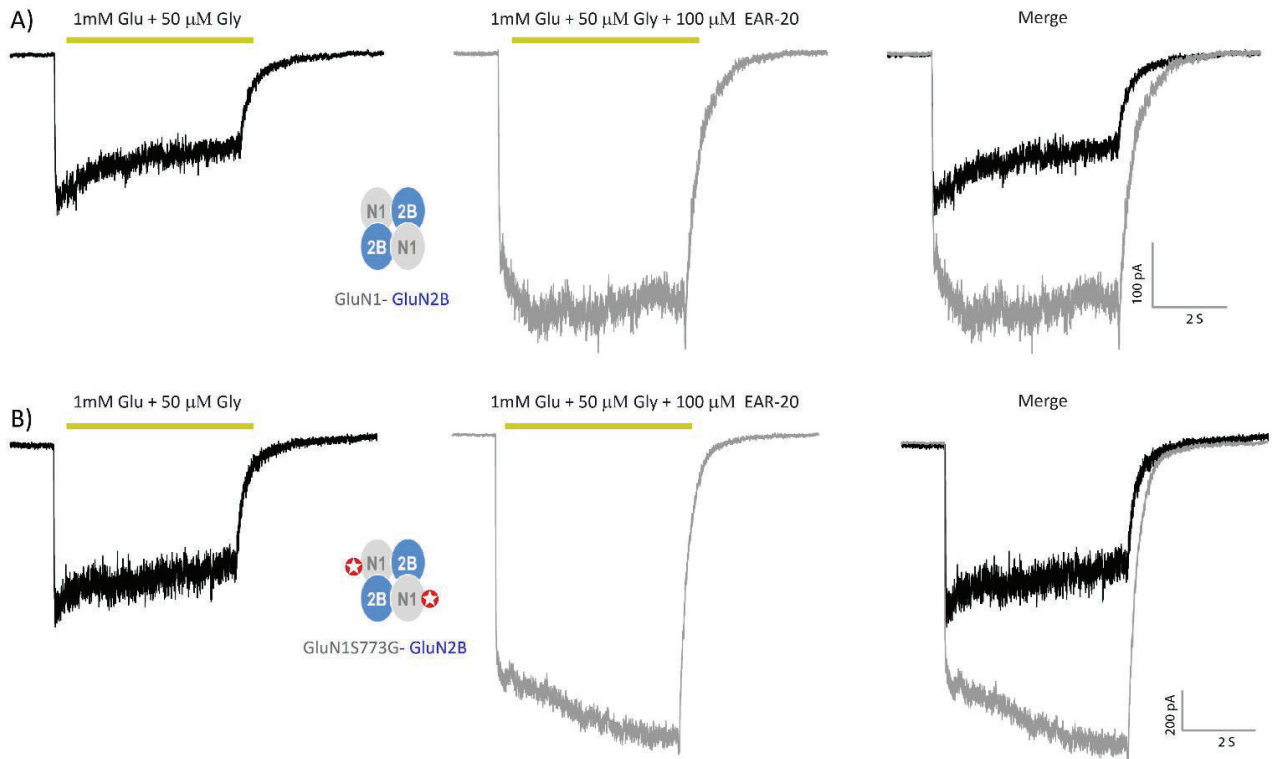 A)
1mM Glu + 50 μM Gly
1mM Glu + 50 μM Gly + 100 μM EAR-20
Merge
N1 2B
2B N1
GluN1- GluN2B
100 pA
2 S
B)
1mM Glu + 50 μM Gly
1mM Glu + 50 μM Gly + 100 μM EAR-20
Merge
N1 2B
2B N1
GluN1S773G- GluN2B
200 pA
2 S